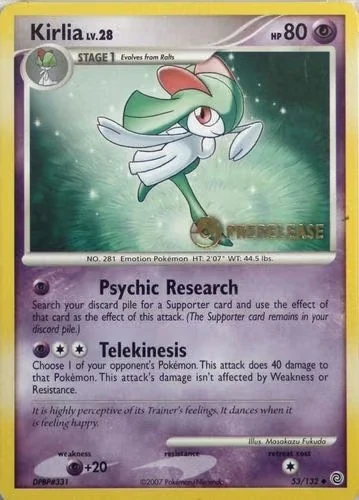 Kirlia LV.28 HP 80
STAGE 1 Evolves from Ralts
PRERELEASE
NO. 281 Emotion Pokémon HT: 2'07" WT: 44.5 lbs.
Psychic Research
Search your discard pile for a Supporter card and use the effect
of that card as the effect of this attack. (The Supporter card remains in
your discard pile.)
Telekinesis
Choose 1 of your opponent's Pokémon. This attack does 40 damage
to that Pokémon. This attack's damage isn't affected by Weakness or
Resistance.
It is highly perceptive of its Trainer's feelings. It dances when it
is feeling happy.
Illus. Masakazu Fukuda
weakness resistance retreat cost
+20
DPBP#331 ©2007 Pokémon/Nintendo 53/132